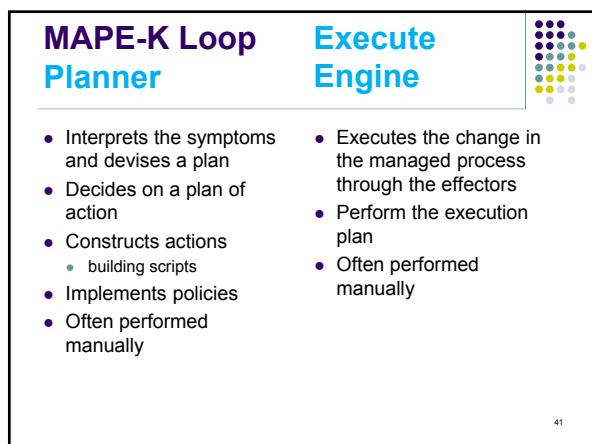 MAPE-K Loop
Planner
Execute
Engine
● Interprets the symptoms
and devises a plan
● Decides on a plan of
action
● Constructs actions
● building scripts
● Implements policies
● Often performed
manually
● Executes the change in
the managed process
through the effectors
● Perform the execution
plan
● Often performed
manually
41